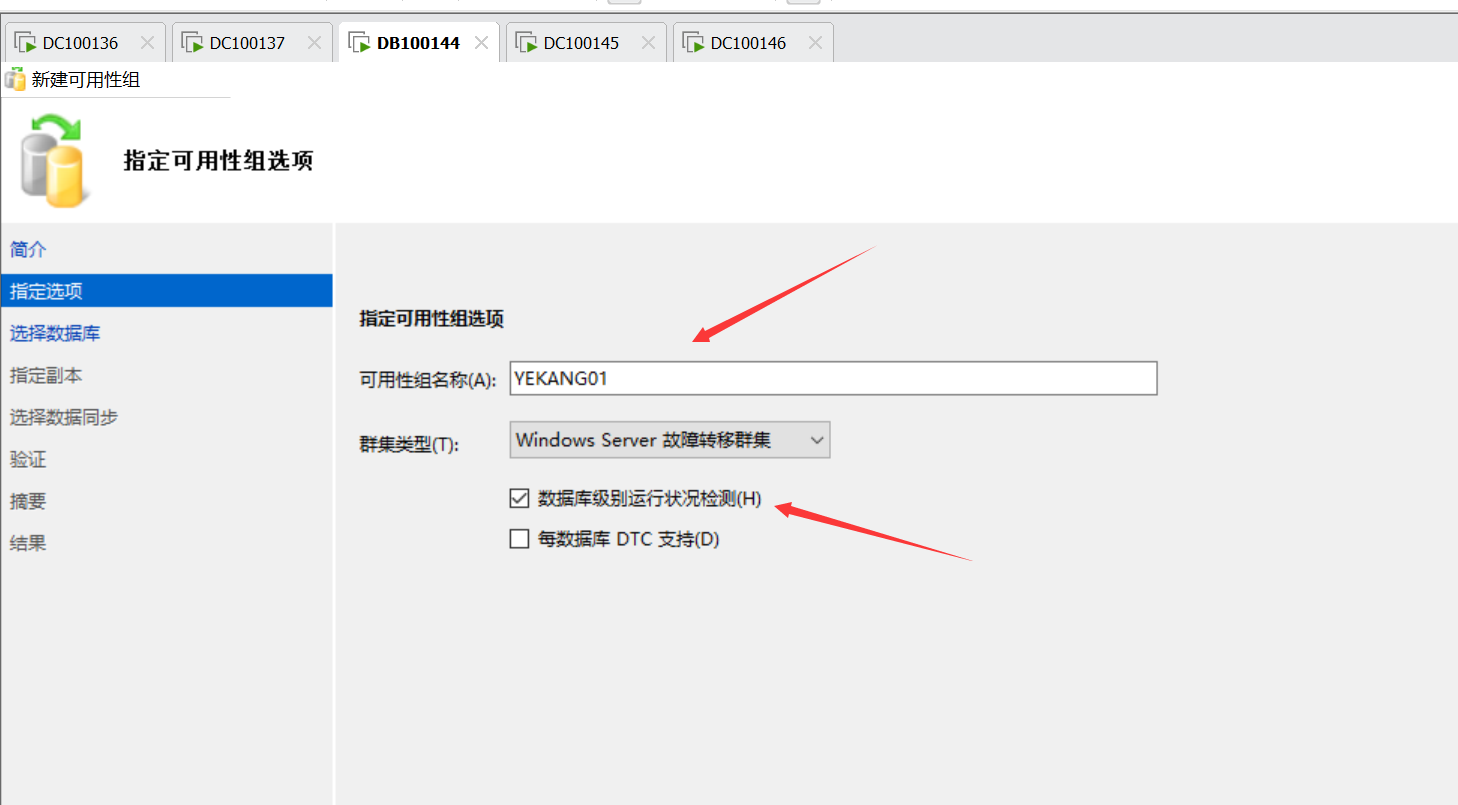 DC100136 DC100137 DB100144 DC100145 DC100146
新建可用性组
指定可用性组选项
简介
指定选项
选择数据库
指定副本
选择数据同步
验证
摘要
结果
指定可用性组选项
可用性组名称(A): YEKANG01
群集类型(T): Windows Server 故障转移群集
数据库级别运行状况检测(H)
每数据库 DTC 支持(D)